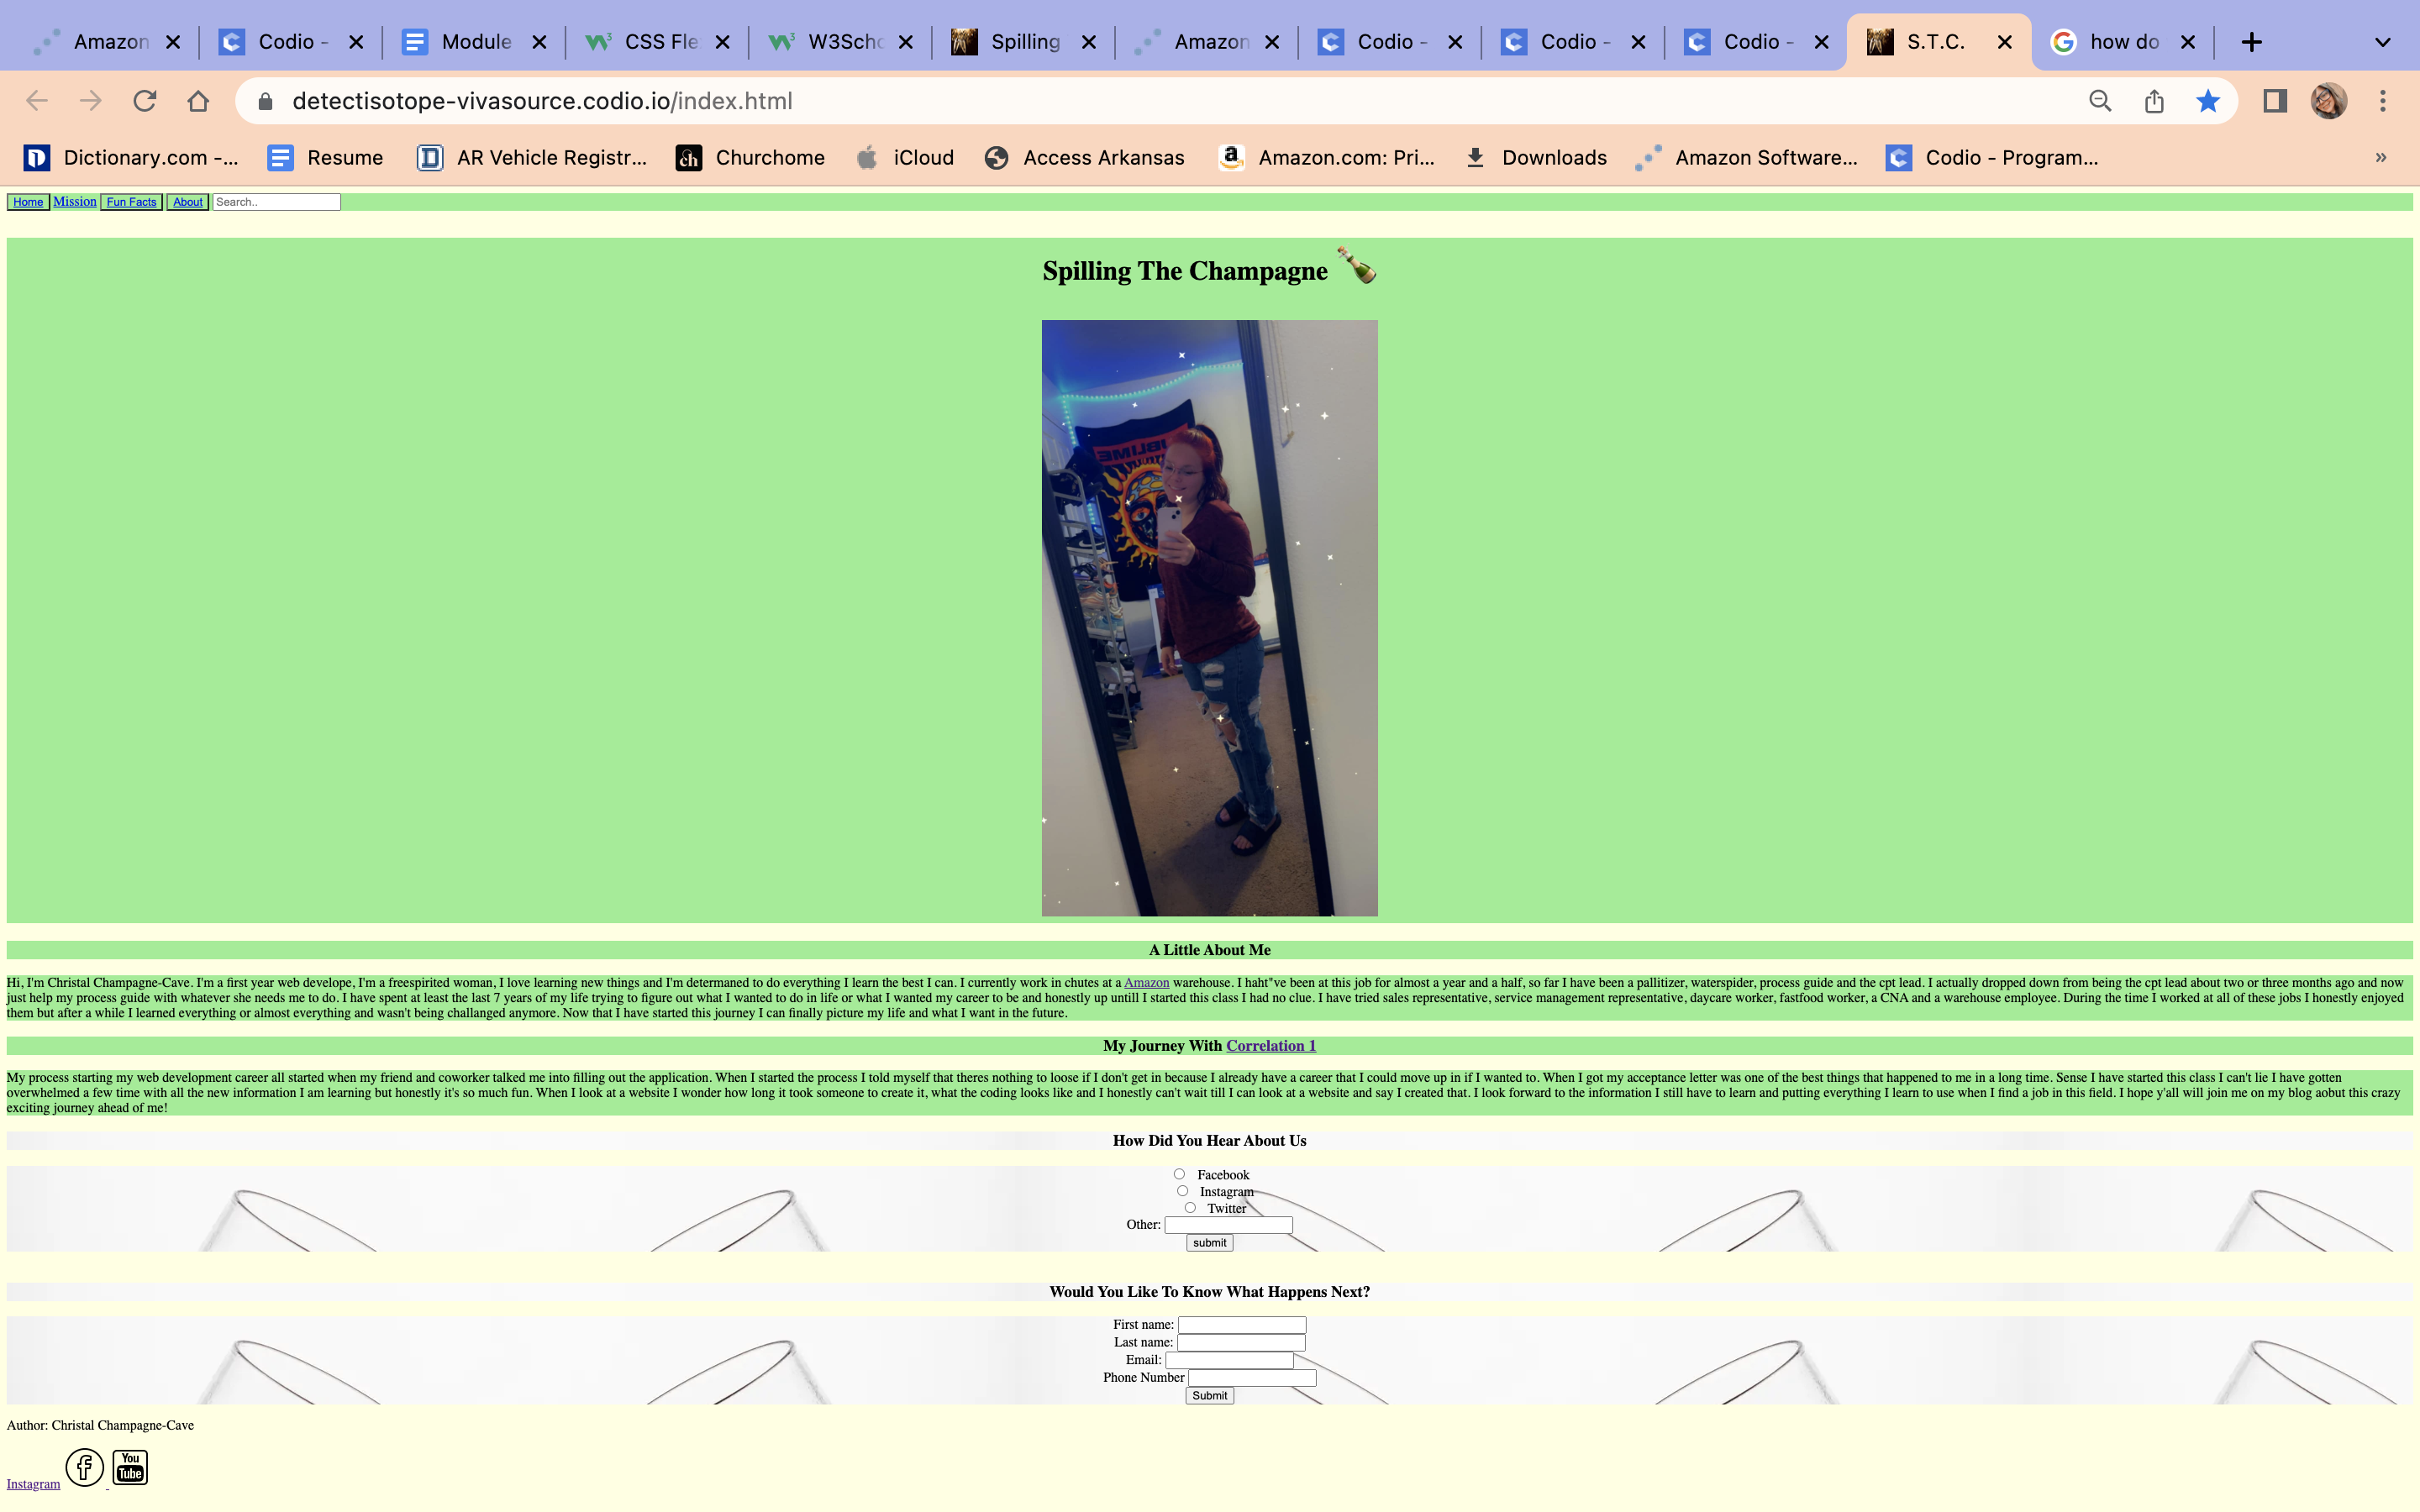 Amazon
Codio -
Module
CSS Fle
W3Scho
Spilling
Amazon
Codio -
Codio -
Codio -
S.T.C.
how do
detectisotope-vivasource.codio.io/index.html
Dictionary.com -...
Resume
AR Vehicle Registr...
Churchome
iCloud
Access Arkansas
Amazon.com: Pri...
Downloads
Amazon Software...
Codio - Program...
»
Home Mission Fun Facts About Search..
Spilling The Champagne
SUBLIME
A Little About Me
Hi, I'm Christal Champagne-Cave. I'm a first year web develope, I'm a freespirited woman, I love learning new things and I'm determaned to do everything I learn the best I can. I currently work in chutes at a Amazon warehouse. I haht"ve been at this job for almost a year and a half, so far I have been a pallitizer, waterspider, process guide and the cpt lead. I actually dropped down from being the cpt lead about two or three months ago and now
just help my process guide with whatever she needs me to do. I have spent at least the last 7 years of my life trying to figure out what I wanted to do in life or what I wanted my career to be and honestly up untill I started this class I had no clue. I have tried sales representative, service management representative, daycare worker, fastfood worker, a CNA and a warehouse employee. During the time I worked at all of these jobs I honestly enjoyed
them but after a while I learned everything or almost everything and wasn't being challanged anymore. Now that I have started this journey I can finally picture my life and what I want in the future.
My Journey With Correlation 1
My process starting my web development career all started when my friend and coworker talked me into filling out the application. When I started the process I told myself that theres nothing to loose if I don't get in because I already have a career that I could move up in if I wanted to. When I got my acceptance letter was one of the best things that happened to me in a long time. Sense I have started this class I can't lie I have gotten
overwhelmed a few time with all the new information I am learning but honestly it's so much fun. When I look at a website I wonder how long it took someone to create it, what the coding looks like and I honestly can't wait till I can look at a website and say I created that. I look forward to the information I still have to learn and putting everything I learn to use when I find a job in this field. I hope y'all will join me on my blog aobut this crazy
exciting journey ahead of me!
How Did You Hear About Us
Facebook
Instagram
Twitter
Other:
submit
Would You Like To Know What Happens Next?
First name:
Last name:
Email:
Phone Number
Submit
Author: Christal Champagne-Cave
Instagram
You
Tube